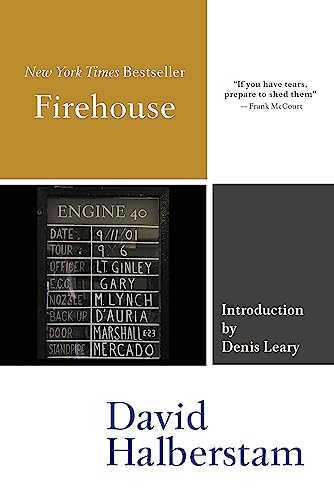 New York Times Bestseller
Firehouse
“If you have tears,
prepare to shed them”
— Frank McCourt
ENGINE 40
DATE 9/11/01
TOUR 9 6
OFFICER LT. GINLEY
E.C.C. GARY
NOZZLE M. LYNCH
BACK UP D'AURIA
DOOR MARSHALL E-23
STANDPIPE MERCADO
Introduction
by
Denis Leary
David
Halberstam